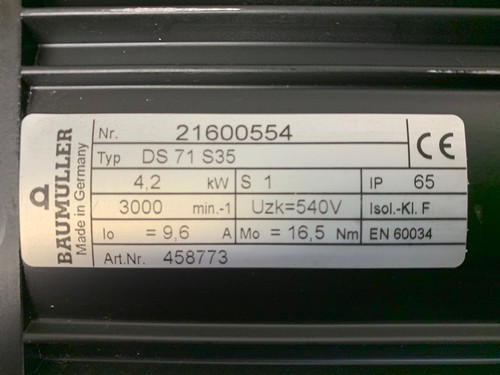 BAUMÜLLER
Made in Germany
Nr. 21600554
Typ DS 71 S35
CE
4,2 kW S 1 IP 65
3000 min.-1 Uzk=540V Isol.-Kl. F
Io = 9,6 A Mo = 16,5 Nm EN 60034
Art.Nr. 458773